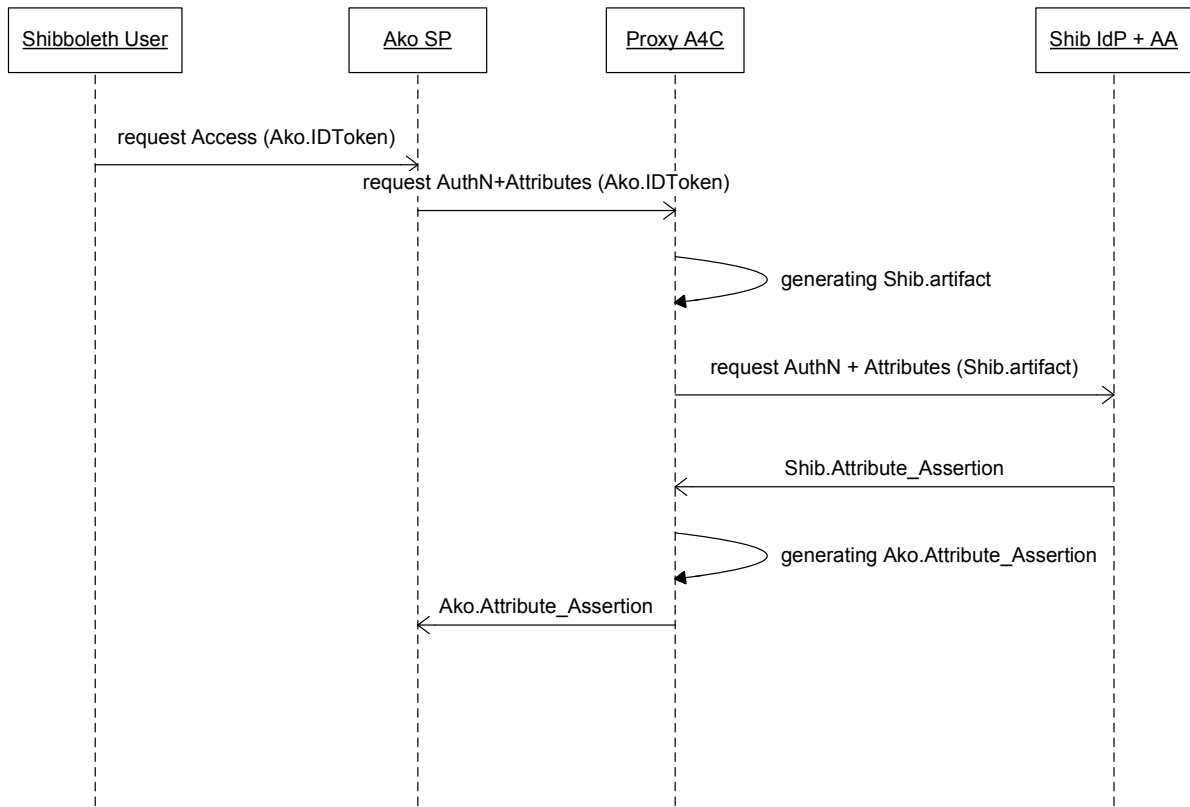 Shibboleth User
Ako SP
Proxy A4C
Shib IdP + AA
request Access (Ako.IDToken)
request AuthN+Attributes (Ako.IDToken)
generating Shib.artifact
request AuthN + Attributes (Shib.artifact)
Shib.Attribute_Assertion
generating Ako.Attribute_Assertion
Ako.Attribute_Assertion